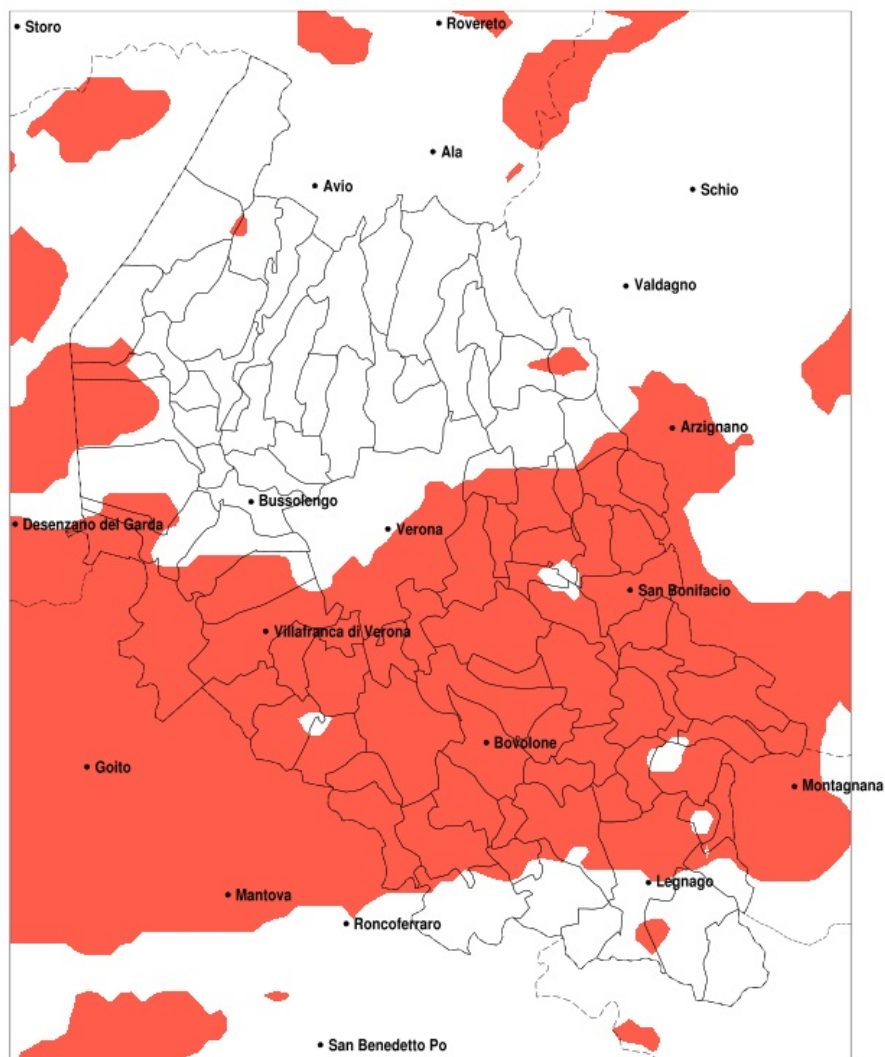 Storo
Rovereto
Ala
Avio
Schio
Valdagno
Arzignano
Bussolengo
Desenzano del Garda
Verona
San Bonifacio
Villafranca di Verona
Bovolone
Goito
Montagnana
Legnago
Mantova
Roncoferraro
San Benedetto Po